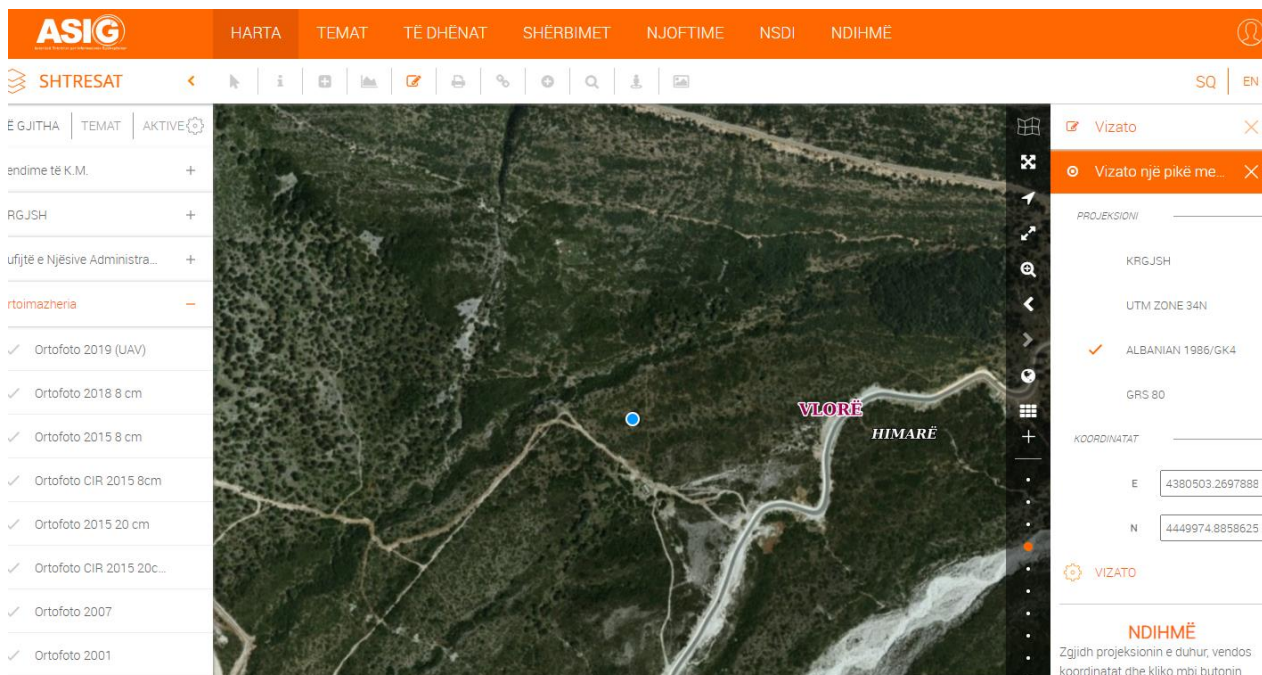 ASIG
HARTA TEMAT TË DHËNAT SHËRBIMET NJOFTIME NSDI NDIHMË
SHTRESAT
SQ EN
Ë GJITHA TEMAT AKTIVE
endime të K.M.
RGJSH
ufijtë e Njësive Administra...
rtoimazheria
Ortofoto 2019 (UAV)
Ortofoto 2018 8 cm
Ortofoto 2015 8 cm
Ortofoto CIR 2015 8cm
Ortofoto 2015 20 cm
Ortofoto CIR 2015 20c...
Ortofoto 2007
Ortofoto 2001
VLORË
HIMARË
Vizato
Vizato një pikë me...
PROJEKSIONI
KRGJSH
UTM ZONE 34N
ALBANIAN 1986/GK4
GRS 80
KOORDINATAT
E 4380503.2697888
N 4449974.8858625
VIZATO
NDIHMË
Zgjidh projeksionin e duhur, vendos
koordinatat dhe kliko mbi butonin